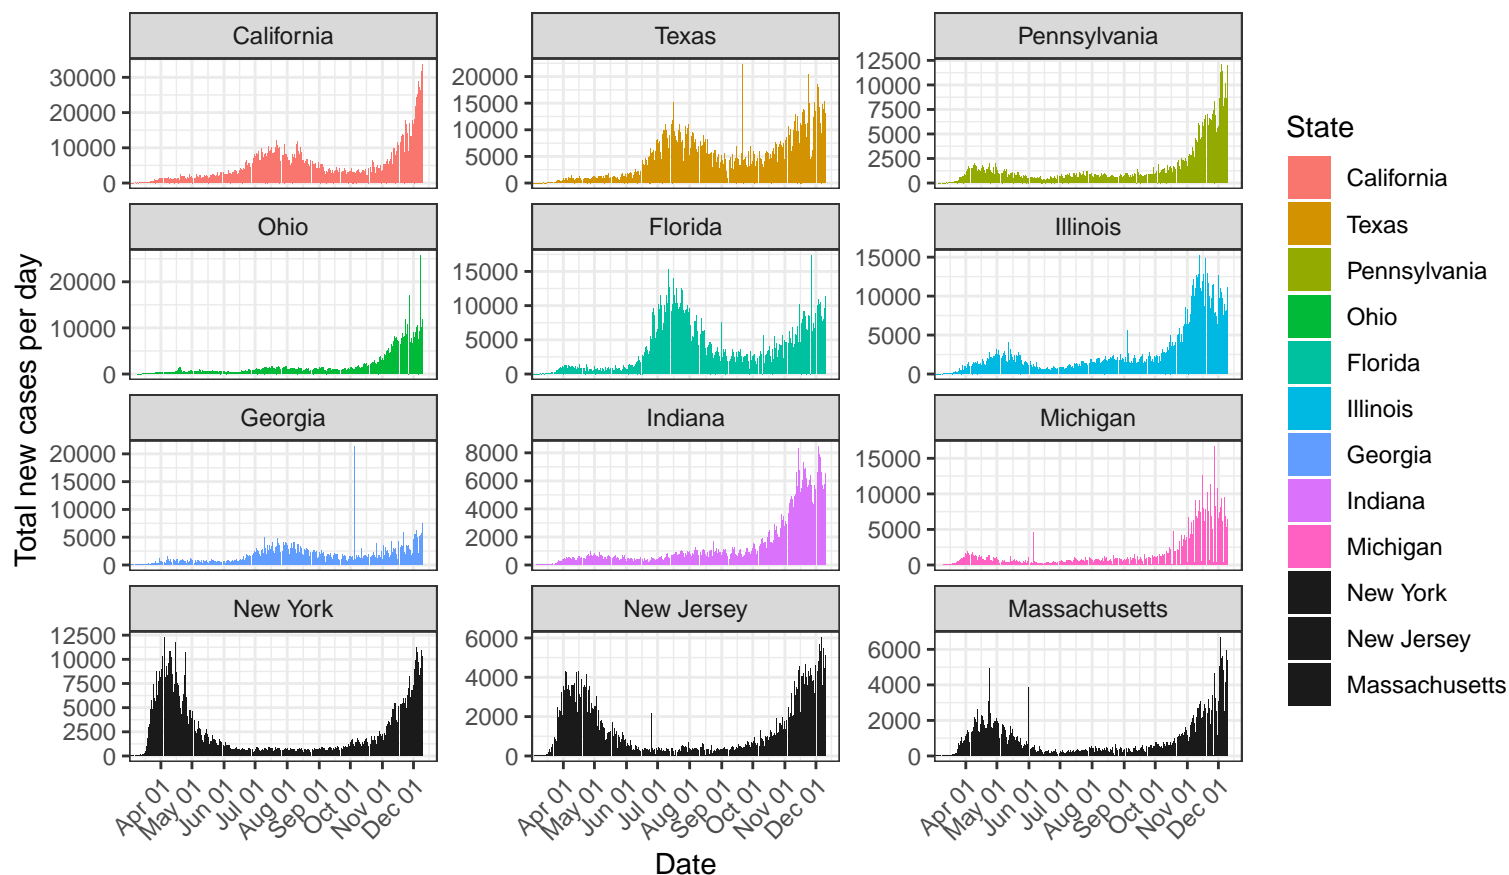 California
Texas
Pennsylvania
30000
20000
10000
0
20000
15000
10000
5000
0
12500
10000
7500
5000
2500
0
Ohio
Florida
Illinois
20000
10000
0
15000
10000
5000
0
15000
10000
5000
0
Georgia
Indiana
Michigan
20000
15000
10000
5000
0
8000
6000
4000
2000
0
15000
10000
5000
0
New York
New Jersey
Massachusetts
12500
10000
7500
5000
2500
0
6000
4000
2000
0
6000
4000
2000
0
Apr 01
May 01
Jun 01
Jul 01
Aug 01
Sep 01
Oct 01
Nov 01
Dec 01
Apr 01
May 01
Jun 01
Jul 01
Aug 01
Sep 01
Oct 01
Nov 01
Dec 01
Apr 01
May 01
Jun 01
Jul 01
Aug 01
Sep 01
Oct 01
Nov 01
Dec 01
Date
Total new cases per day
State
California
Texas
Pennsylvania
Ohio
Florida
Illinois
Georgia
Indiana
Michigan
New York
New Jersey
Massachusetts